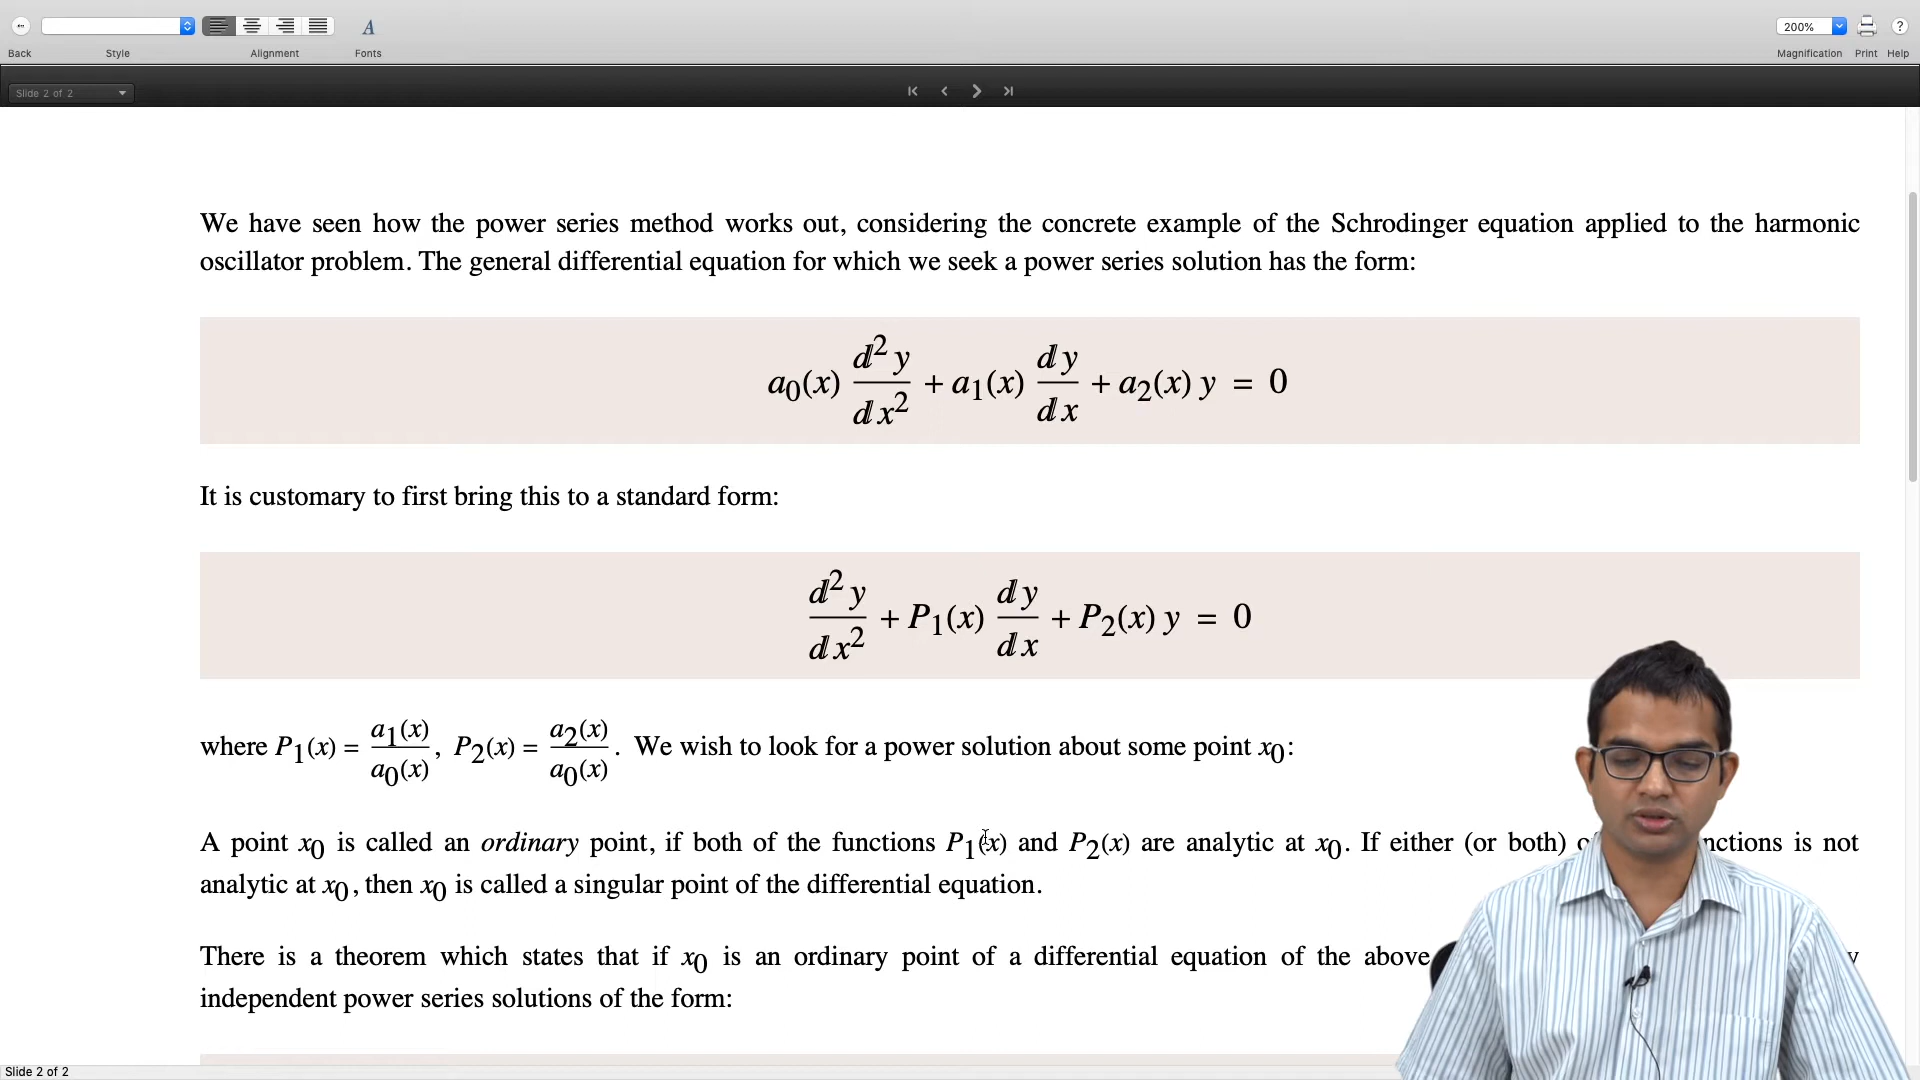 200%
Back Style Alignment Fonts Magnification Print Help
Slide 2 of 2
We have seen how the power series method works out, considering the concrete example of the Schrodinger equation applied to the harmonic
oscillator problem. The general differential equation for which we seek a power series solution has the form:
a₀(x) d²y/dx² + a₁(x) dy/dx + a₂(x) y = 0
It is customary to first bring this to a standard form:
d²y/dx² + P₁(x) dy/dx + P₂(x) y = 0
where P₁(x) = a₁(x)/a₀(x), P₂(x) = a₂(x)/a₀(x). We wish to look for a power solution about some point x₀:
A point x₀ is called an ordinary point, if both of the functions P₁(x) and P₂(x) are analytic at x₀. If either (or both) is not
analytic at x₀, then x₀ is called a singular point of the differential equation.
There is a theorem which states that if x₀ is an ordinary point of a differential equation of the above
independent power series solutions of the form:
Slide 2 of 2